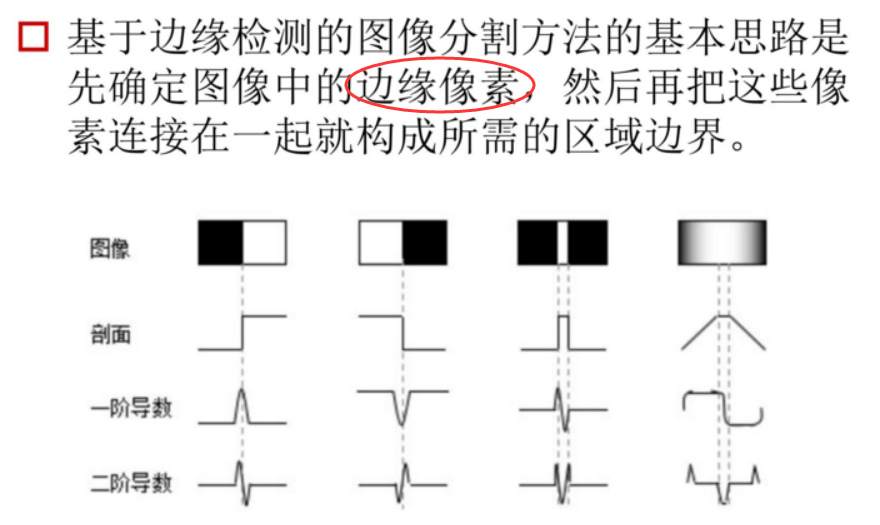 基于边缘检测的图像分割方法的基本思路是
先确定图像中的边缘像素，然后再把这些像
素连接在一起就构成所需的区域边界。
图像
剖面
一阶导数
二阶导数